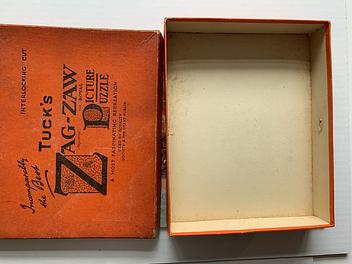 Incomparably
the Best
INTERLOCKING CUT
TUCK'S
ZAG-ZAW
PICTURE
PUZZLE
A MOST FASCINATING RECREATION